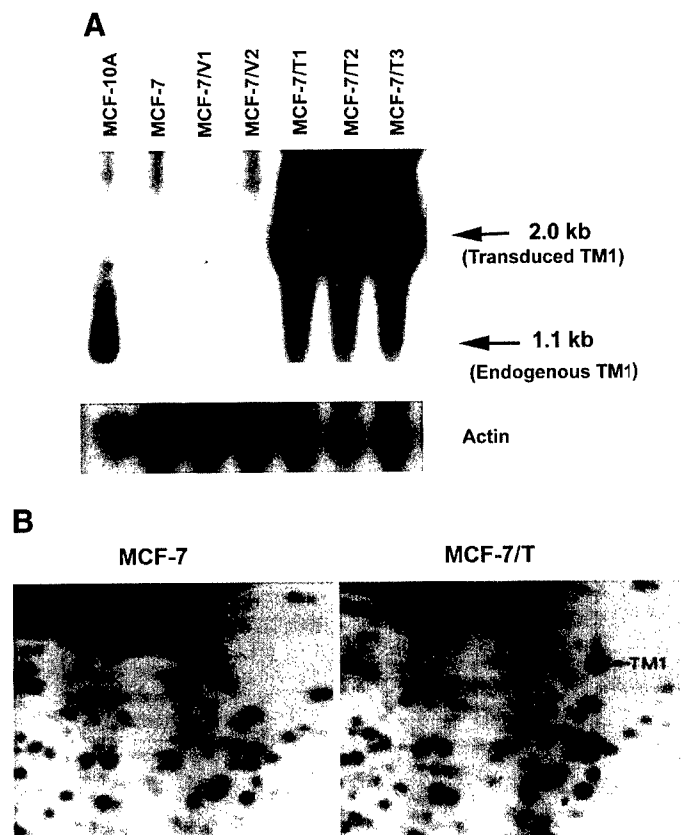 A
MCF-10A
MCF-7
MCF-7/V1
MCF-7/V2
MCF-7/T1
MCF-7/T2
MCF-7/T3
2.0 kb
(Transduced TM1)
1.1 kb
(Endogenous TM1)
Actin
B
MCF-7
MCF-7/T
TM1